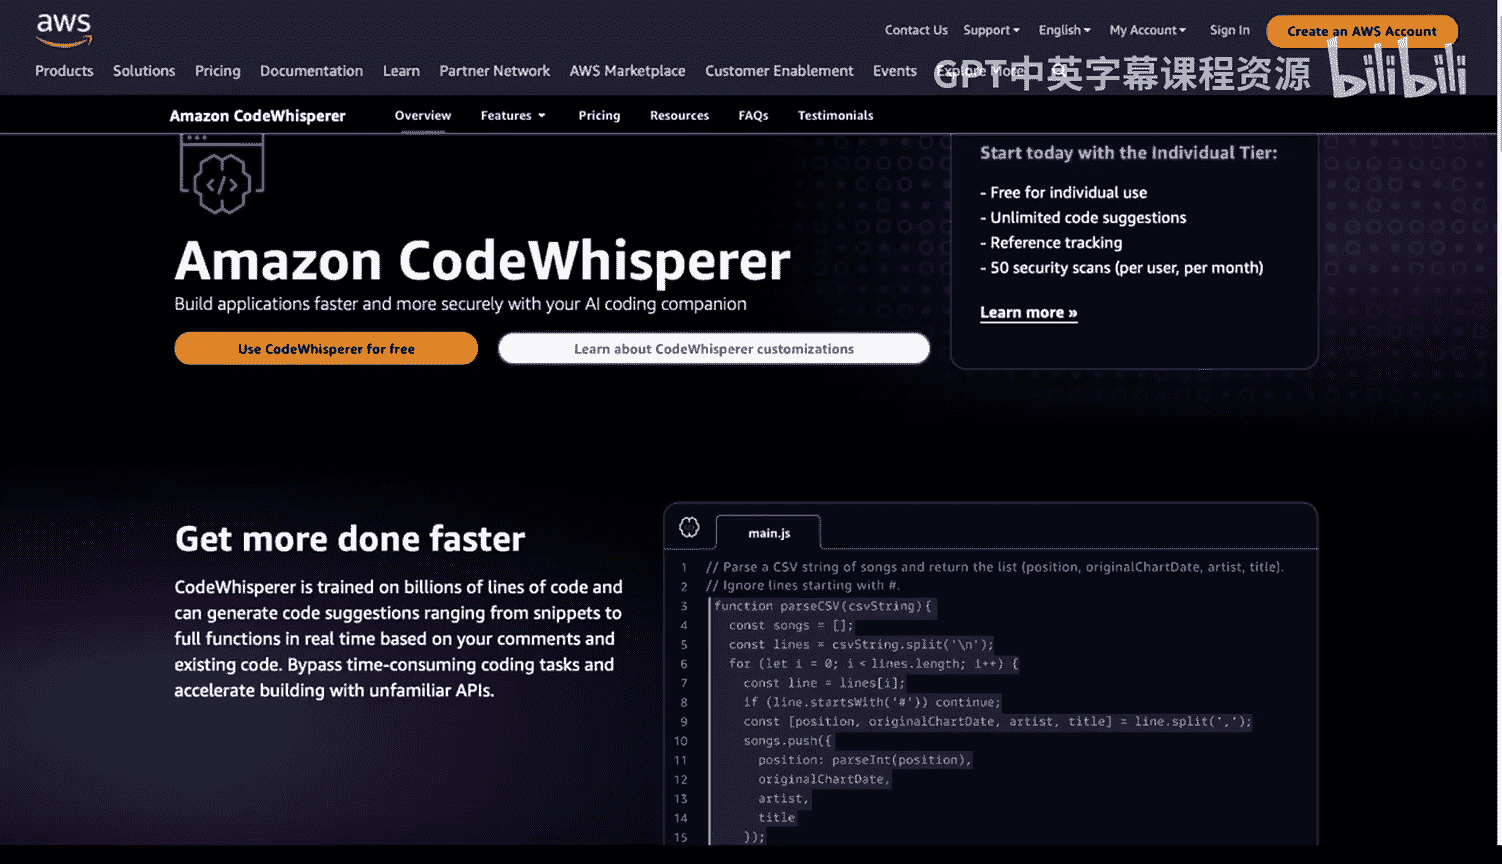 aws
Contact Us Support English My Account Sign In Create an AWS Account
Products Solutions Pricing Documentation Learn Partner Network AWS Marketplace Customer Enablement Events Explore More
GPT中英字幕课程资源 bilibili
Amazon CodeWhisperer Overview Features Pricing Resources FAQs Testimonials
Start today with the Individual Tier:
- Free for individual use
- Unlimited code suggestions
- Reference tracking
- 50 security scans (per user, per month)
Learn more »
</>
Amazon CodeWhisperer
Build applications faster and more securely with your AI coding companion
Use CodeWhisperer for free
Learn about CodeWhisperer customizations
Get more done faster
CodeWhisperer is trained on billions of lines of code and
can generate code suggestions ranging from snippets to
full functions in real time based on your comments and
existing code. Bypass time-consuming coding tasks and
accelerate building with unfamiliar APIs.
main.js
1 // Parse a CSV string of songs and return the list (position, originalChartDate, artist, title).
2 // Ignore lines starting with #.
3 function parseCSV(csvString){
4 const songs = [];
5 const lines = csvString.split('\n');
6 for (let i = 0; i < lines.length; i++) {
7 const line = lines[i];
8 if (line.startsWith('#')) continue;
9 const [position, originalChartDate, artist, title] = line.split(',');
10 songs.push({
11 position: parseInt(position),
12 originalChartDate,
13 artist,
14 title
15 });